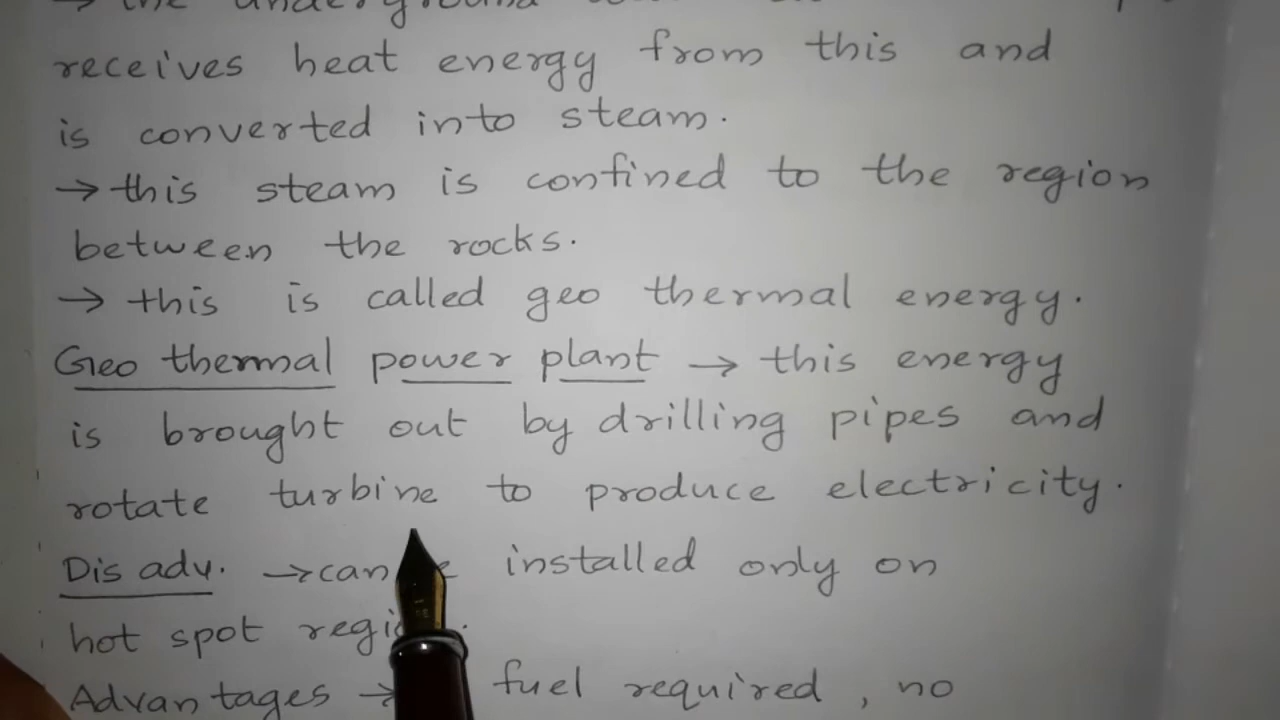 → the underground
receives heat energy from this and
is converted into steam.
→ this steam is confined to the region
between the rocks.
→ this is called geo thermal energy.
Geo thermal power plant → this energy
is brought out by drilling pipes and
rotate turbine to produce electricity.
Dis adv. → can installed only on
hot spot
Advantages → fuel required, no